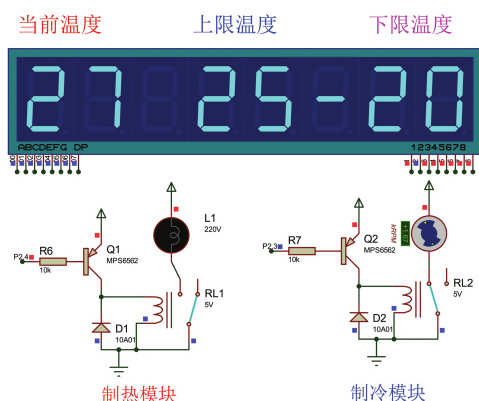 当前温度 上限温度 下限温度
27 25-20
ABCDEFG DP 12345678
L1
220V
Q1
MPS6562
P2.4
R6
10k
RL1
5V
D1
10A01
制热模块
Q2
MPS6562
P2.3
R7
10k
RL2
5V
D2
10A01
制冷模块